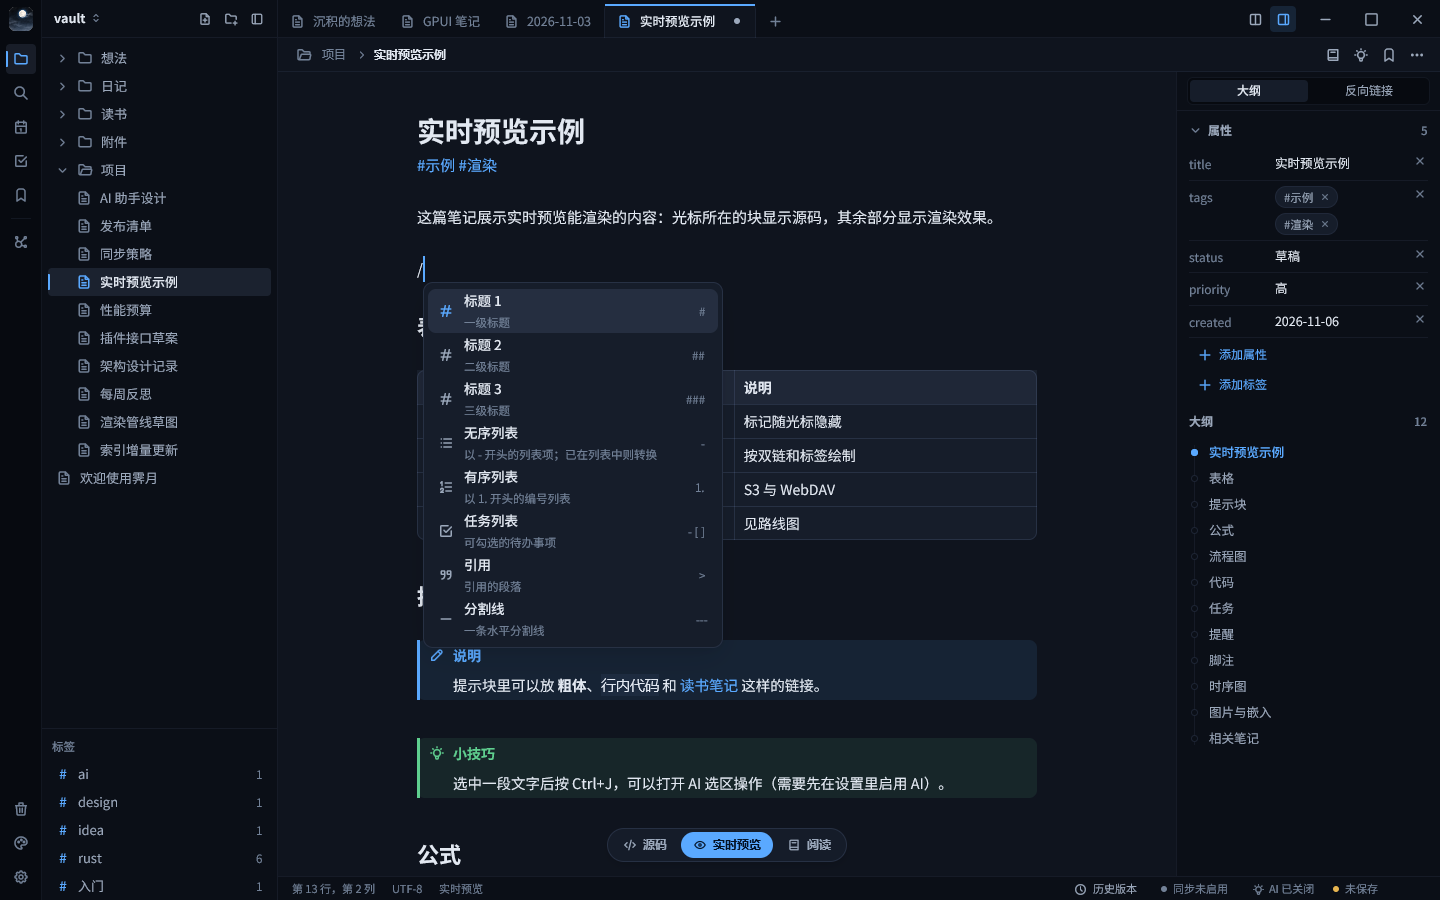 vault
沉积的想法
GPUI 笔记
2026-11-03
实时预览示例
项目
实时预览示例
想法
日记
读书
附件
项目
AI 助手设计
发布清单
同步策略
实时预览示例
性能预算
插件接口草案
架构设计记录
每周反思
渲染管线草图
索引增量更新
欢迎使用霁月
标签
# ai 1
# design 1
# idea 1
# rust 6
# 入门 1
实时预览示例
#示例 #渲染
这篇笔记展示实时预览能渲染的内容：光标所在的块显示源码，其余部分显示渲染效果。
/
标题 1
一级标题
#
标题 2
二级标题
##
标题 3
三级标题
###
无序列表
以 - 开头的列表项；已在列表中则转换
-
有序列表
以 1. 开头的编号列表
1.
任务列表
可勾选的待办事项
- [ ]
引用
引用的段落
>
分割线
一条水平分割线
---
说明
标记随光标隐藏
按双链和标签绘制
S3 与 WebDAV
见路线图
说明
提示块里可以放 粗体、行内代码 和 读书笔记 这样的链接。
小技巧
选中一段文字后按 Ctrl+J，可以打开 AI 选区操作（需要先在设置里启用 AI）。
公式
源码
实时预览
阅读
大纲
反向链接
属性 5
title 实时预览示例
tags #示例
#渲染
status 草稿
priority 高
created 2026-11-06
添加属性
添加标签
大纲 12
实时预览示例
表格
提示块
公式
流程图
代码
任务
提醒
脚注
时序图
图片与嵌入
相关笔记
第 13 行，第 2 列
UTF-8
实时预览
历史版本
同步未启用
AI 已关闭
未保存